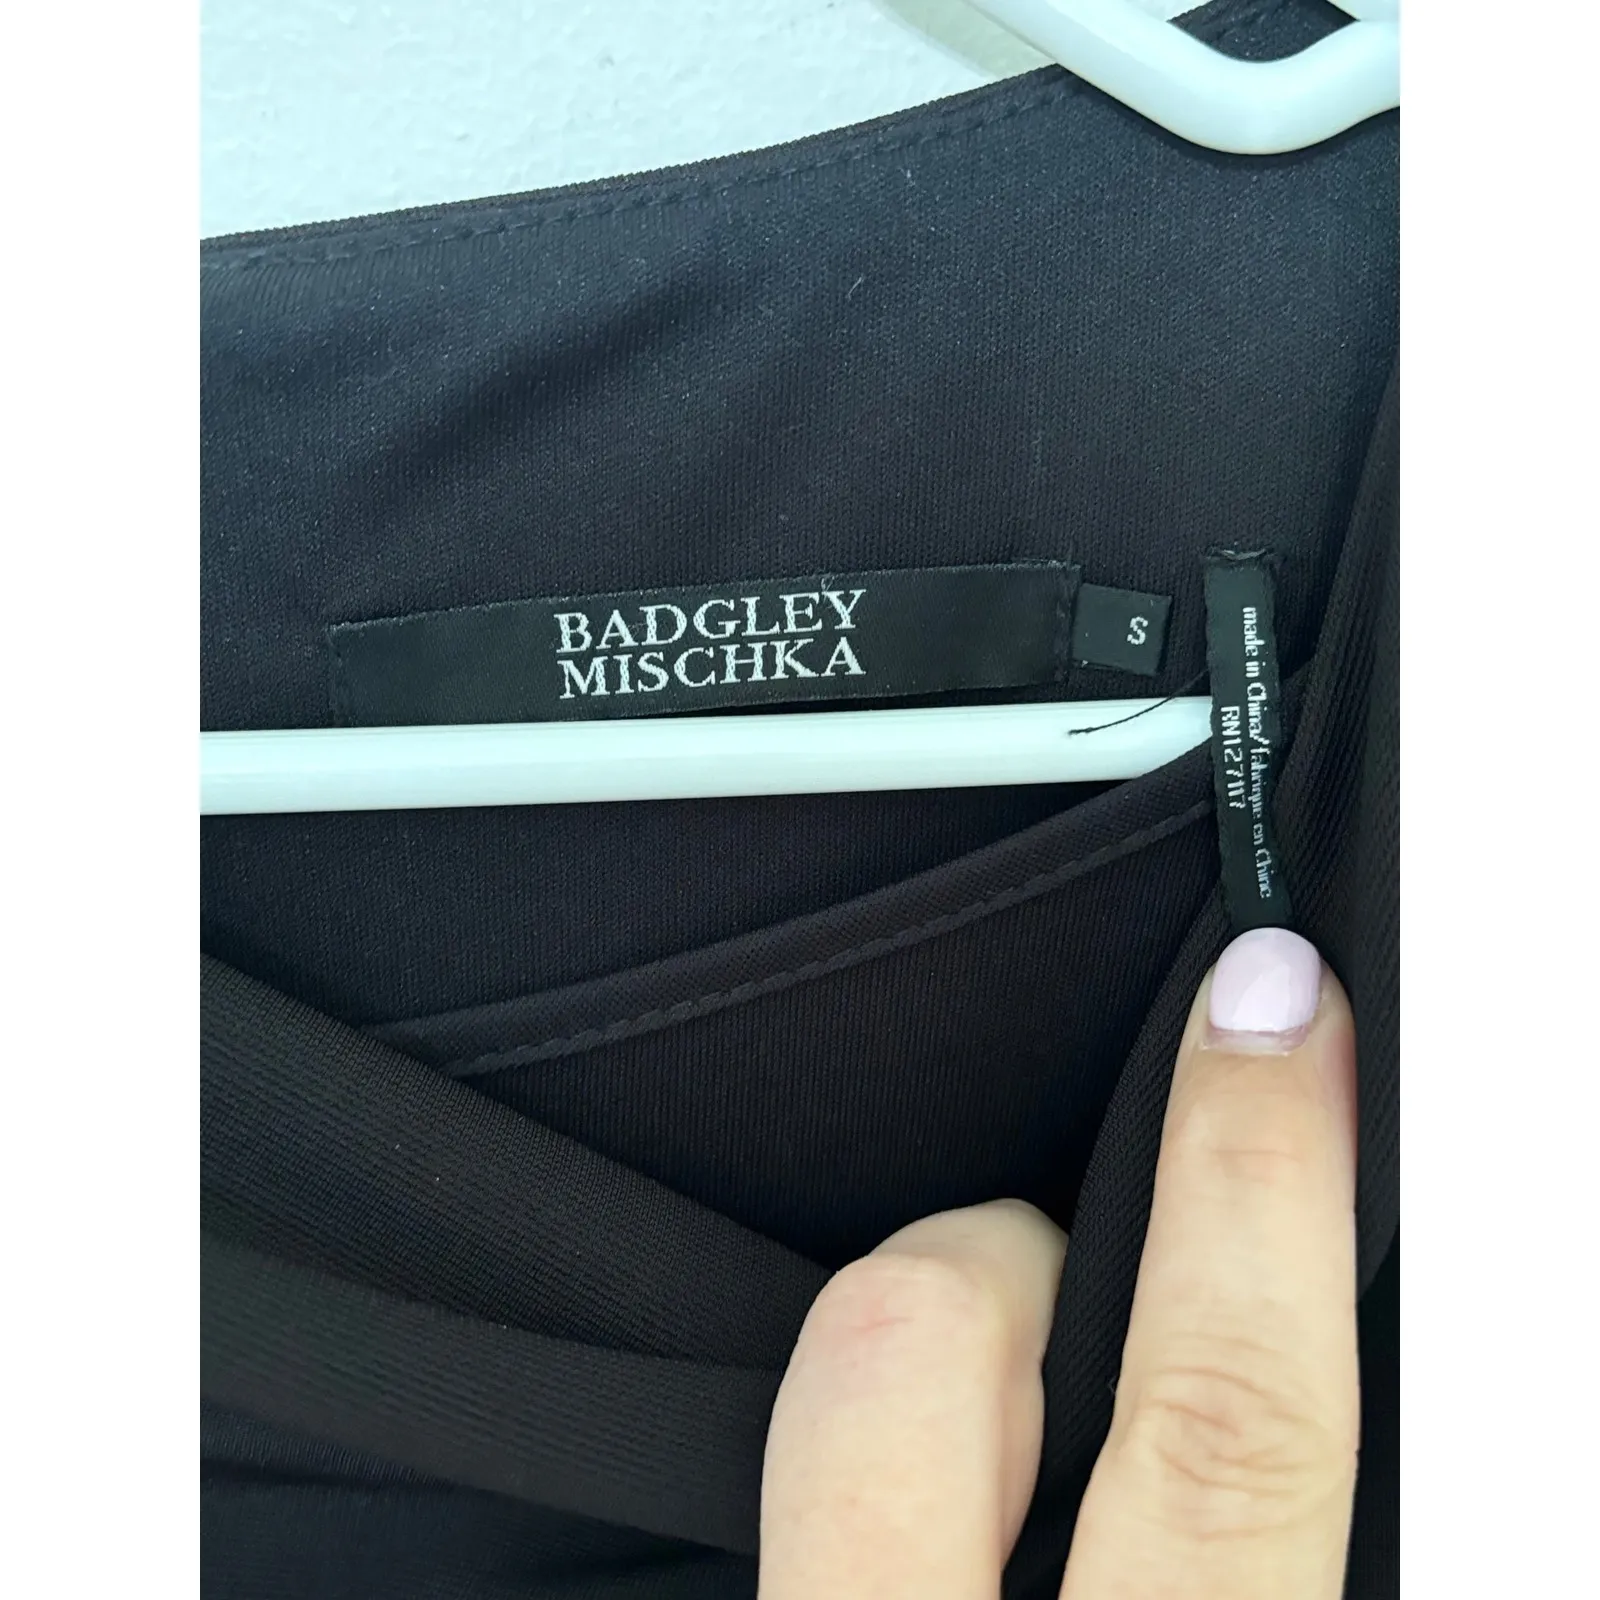 BADGLEY
MISCHKA
S
made in China/fabriqué en Chine
RN127117